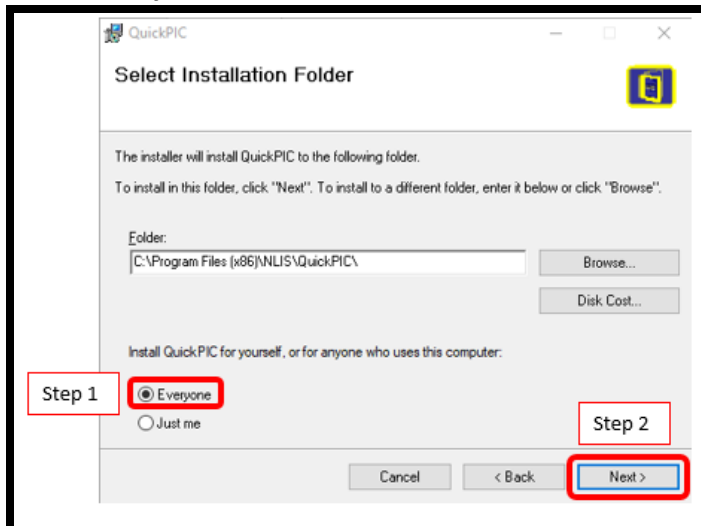 QuickPIC
Select Installation Folder
The installer will install QuickPIC to the following folder.
To install in this folder, click "Next". To install to a different folder, enter it below or click "Browse".
Folder:
C:\Program Files (x86)\NLIS\QuickPIC\
Browse...
Disk Cost...
Install QuickPIC for yourself, or for anyone who uses this computer:
Step 1
Everyone
Just me
Step 2
Cancel
< Back
Next >